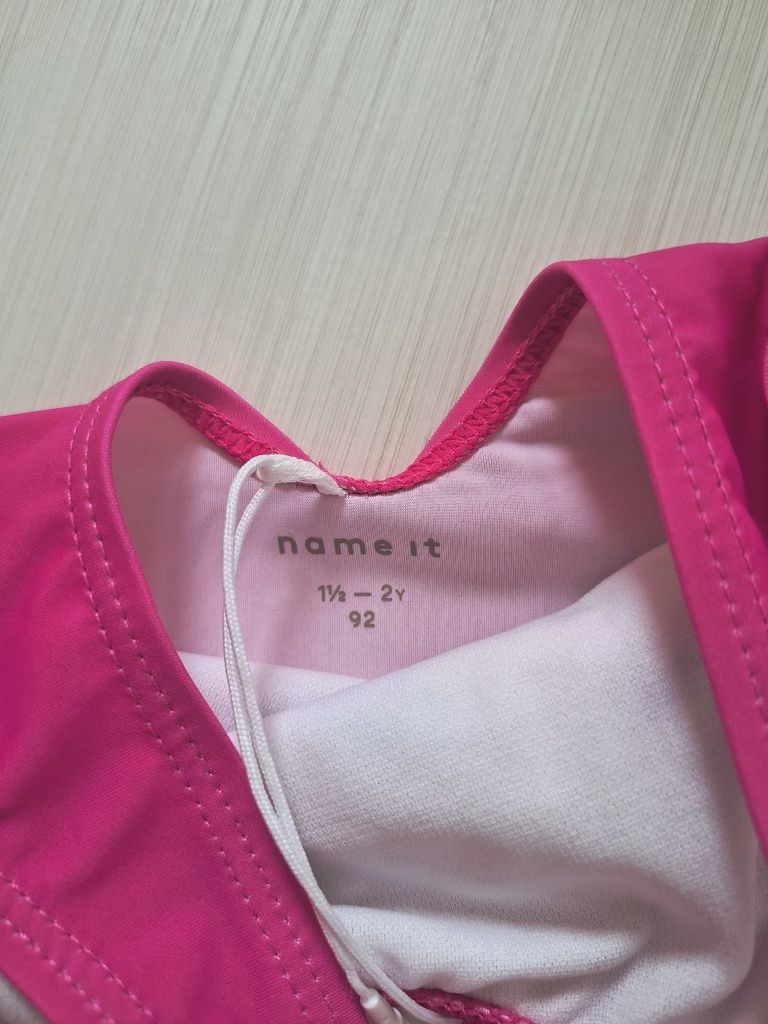 name it
1½ — 2Y
92